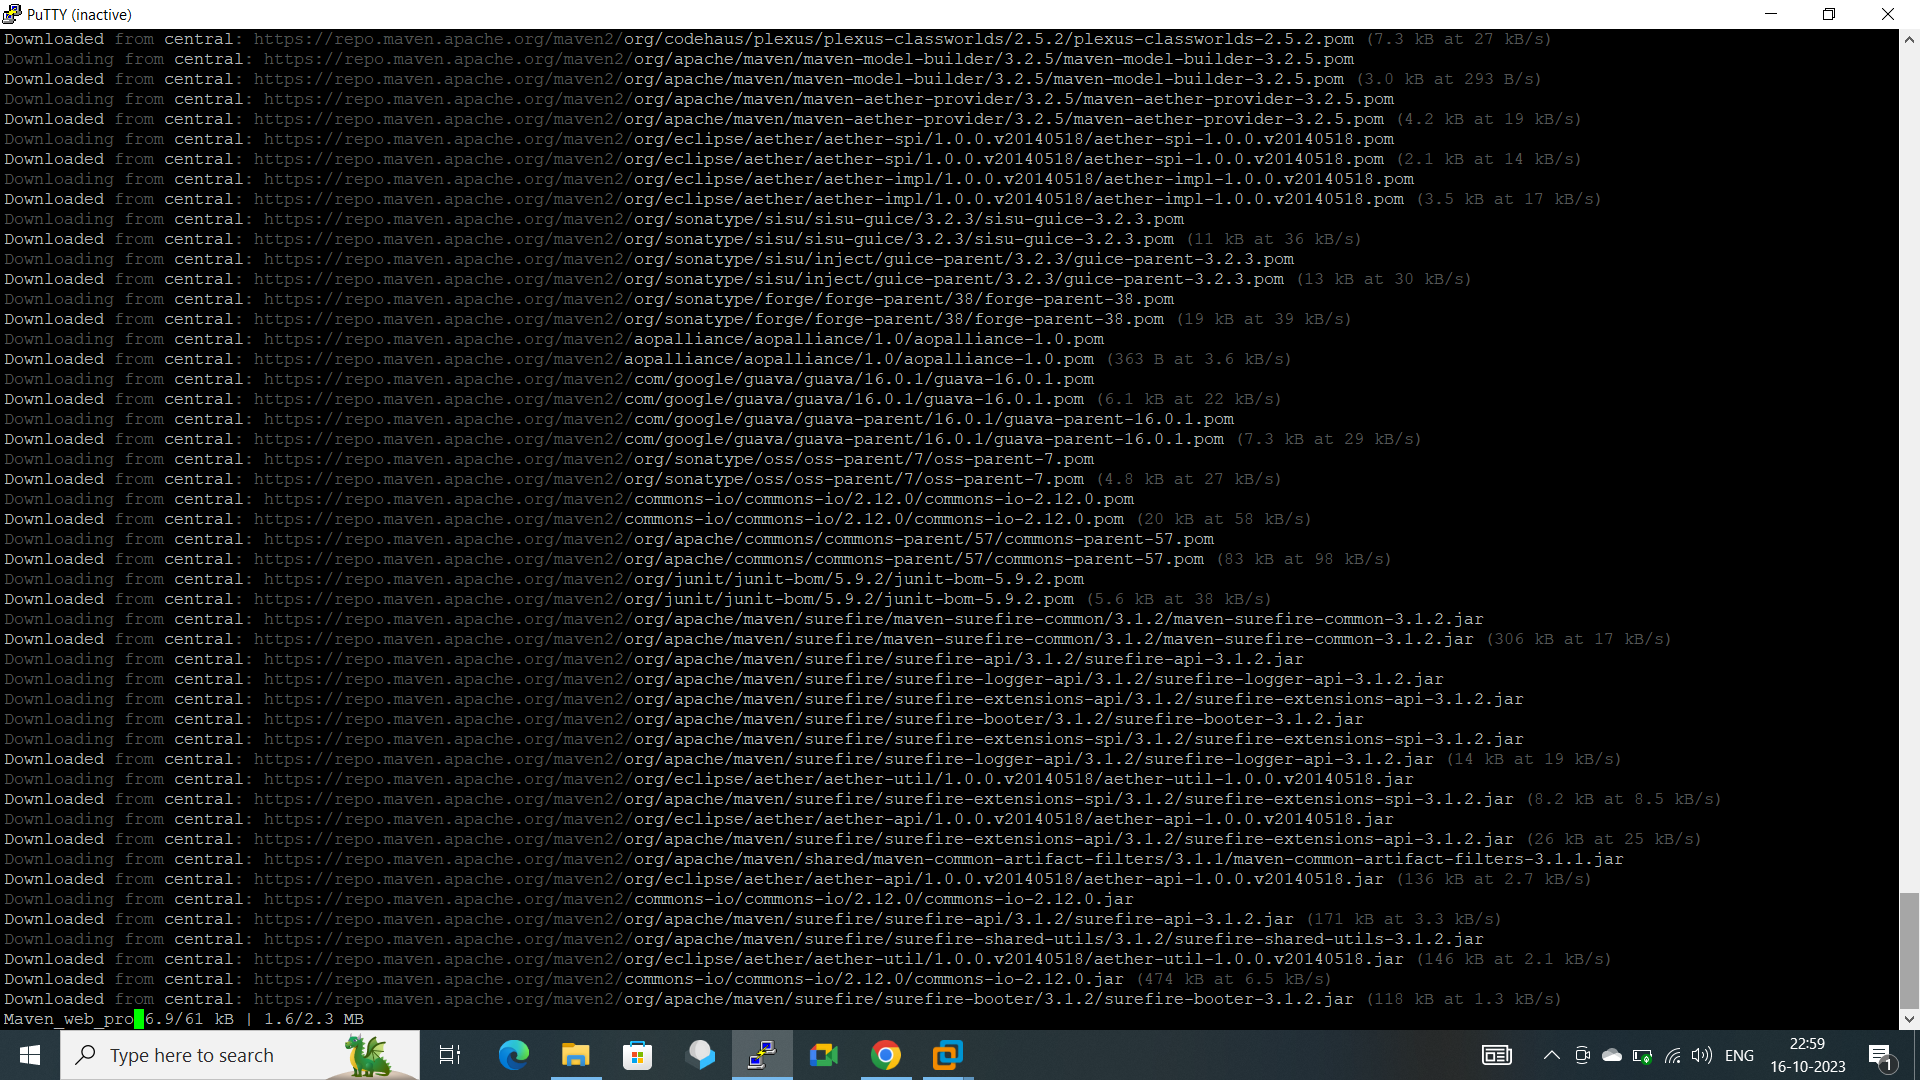 PuTTY (inactive)
Downloaded from central: https://repo.maven.apache.org/maven2/org/codehaus/plexus/plexus-classworlds/2.5.2/plexus-classworlds-2.5.2.pom (7.3 kB at 27 kB/s)
Downloading from central: https://repo.maven.apache.org/maven2/org/apache/maven/maven-model-builder/3.2.5/maven-model-builder-3.2.5.pom
Downloaded from central: https://repo.maven.apache.org/maven2/org/apache/maven/maven-model-builder/3.2.5/maven-model-builder-3.2.5.pom (3.0 kB at 293 B/s)
Downloading from central: https://repo.maven.apache.org/maven2/org/apache/maven/maven-aether-provider/3.2.5/maven-aether-provider-3.2.5.pom
Downloaded from central: https://repo.maven.apache.org/maven2/org/apache/maven/maven-aether-provider/3.2.5/maven-aether-provider-3.2.5.pom (4.2 kB at 19 kB/s)
Downloading from central: https://repo.maven.apache.org/maven2/org/eclipse/aether/aether-spi/1.0.0.v20140518/aether-spi-1.0.0.v20140518.pom
Downloaded from central: https://repo.maven.apache.org/maven2/org/eclipse/aether/aether-spi/1.0.0.v20140518/aether-spi-1.0.0.v20140518.pom (2.1 kB at 14 kB/s)
Downloading from central: https://repo.maven.apache.org/maven2/org/eclipse/aether/aether-impl/1.0.0.v20140518/aether-impl-1.0.0.v20140518.pom
Downloaded from central: https://repo.maven.apache.org/maven2/org/eclipse/aether/aether-impl/1.0.0.v20140518/aether-impl-1.0.0.v20140518.pom (3.5 kB at 17 kB/s)
Downloading from central: https://repo.maven.apache.org/maven2/org/sonatype/sisu/sisu-guice/3.2.3/sisu-guice-3.2.3.pom
Downloaded from central: https://repo.maven.apache.org/maven2/org/sonatype/sisu/sisu-guice/3.2.3/sisu-guice-3.2.3.pom (11 kB at 36 kB/s)
Downloading from central: https://repo.maven.apache.org/maven2/org/sonatype/sisu/inject/guice-parent/3.2.3/guice-parent-3.2.3.pom
Downloaded from central: https://repo.maven.apache.org/maven2/org/sonatype/sisu/inject/guice-parent/3.2.3/guice-parent-3.2.3.pom (13 kB at 30 kB/s)
Downloading from central: https://repo.maven.apache.org/maven2/org/sonatype/forge/forge-parent/38/forge-parent-38.pom
Downloaded from central: https://repo.maven.apache.org/maven2/org/sonatype/forge/forge-parent/38/forge-parent-38.pom (19 kB at 39 kB/s)
Downloading from central: https://repo.maven.apache.org/maven2/aopalliance/aopalliance/1.0/aopalliance-1.0.pom
Downloaded from central: https://repo.maven.apache.org/maven2/aopalliance/aopalliance/1.0/aopalliance-1.0.pom (363 B at 3.6 kB/s)
Downloading from central: https://repo.maven.apache.org/maven2/com/google/guava/guava/16.0.1/guava-16.0.1.pom
Downloaded from central: https://repo.maven.apache.org/maven2/com/google/guava/guava/16.0.1/guava-16.0.1.pom (6.1 kB at 22 kB/s)
Downloading from central: https://repo.maven.apache.org/maven2/com/google/guava/guava-parent/16.0.1/guava-parent-16.0.1.pom
Downloaded from central: https://repo.maven.apache.org/maven2/com/google/guava/guava-parent/16.0.1/guava-parent-16.0.1.pom (7.3 kB at 29 kB/s)
Downloading from central: https://repo.maven.apache.org/maven2/org/sonatype/oss/oss-parent/7/oss-parent-7.pom
Downloaded from central: https://repo.maven.apache.org/maven2/org/sonatype/oss/oss-parent/7/oss-parent-7.pom (4.8 kB at 27 kB/s)
Downloading from central: https://repo.maven.apache.org/maven2/commons-io/commons-io/2.12.0/commons-io-2.12.0.pom
Downloaded from central: https://repo.maven.apache.org/maven2/commons-io/commons-io/2.12.0/commons-io-2.12.0.pom (20 kB at 58 kB/s)
Downloading from central: https://repo.maven.apache.org/maven2/org/apache/commons/commons-parent/57/commons-parent-57.pom
Downloaded from central: https://repo.maven.apache.org/maven2/org/apache/commons/commons-parent/57/commons-parent-57.pom (83 kB at 98 kB/s)
Downloading from central: https://repo.maven.apache.org/maven2/org/junit/junit-bom/5.9.2/junit-bom-5.9.2.pom
Downloaded from central: https://repo.maven.apache.org/maven2/org/junit/junit-bom/5.9.2/junit-bom-5.9.2.pom (5.6 kB at 38 kB/s)
Downloading from central: https://repo.maven.apache.org/maven2/org/apache/maven/surefire/maven-surefire-common/3.1.2/maven-surefire-common-3.1.2.jar
Downloaded from central: https://repo.maven.apache.org/maven2/org/apache/maven/surefire/maven-surefire-common/3.1.2/maven-surefire-common-3.1.2.jar (306 kB at 17 kB/s)
Downloading from central: https://repo.maven.apache.org/maven2/org/apache/maven/surefire/surefire-api/3.1.2/surefire-api-3.1.2.jar
Downloading from central: https://repo.maven.apache.org/maven2/org/apache/maven/surefire/surefire-logger-api/3.1.2/surefire-logger-api-3.1.2.jar
Downloading from central: https://repo.maven.apache.org/maven2/org/apache/maven/surefire/surefire-extensions-api/3.1.2/surefire-extensions-api-3.1.2.jar
Downloading from central: https://repo.maven.apache.org/maven2/org/apache/maven/surefire/surefire-booter/3.1.2/surefire-booter-3.1.2.jar
Downloading from central: https://repo.maven.apache.org/maven2/org/apache/maven/surefire/surefire-extensions-spi/3.1.2/surefire-extensions-spi-3.1.2.jar
Downloaded from central: https://repo.maven.apache.org/maven2/org/apache/maven/surefire/surefire-logger-api/3.1.2/surefire-logger-api-3.1.2.jar (14 kB at 19 kB/s)
Downloading from central: https://repo.maven.apache.org/maven2/org/eclipse/aether/aether-util/1.0.0.v20140518/aether-util-1.0.0.v20140518.jar
Downloaded from central: https://repo.maven.apache.org/maven2/org/apache/maven/surefire/surefire-extensions-spi/3.1.2/surefire-extensions-spi-3.1.2.jar (8.2 kB at 8.5 kB/s)
Downloading from central: https://repo.maven.apache.org/maven2/org/eclipse/aether/aether-api/1.0.0.v20140518/aether-api-1.0.0.v20140518.jar
Downloaded from central: https://repo.maven.apache.org/maven2/org/apache/maven/surefire/surefire-extensions-api/3.1.2/surefire-extensions-api-3.1.2.jar (26 kB at 25 kB/s)
Downloading from central: https://repo.maven.apache.org/maven2/org/apache/maven/shared/maven-common-artifact-filters/3.1.1/maven-common-artifact-filters-3.1.1.jar
Downloaded from central: https://repo.maven.apache.org/maven2/org/eclipse/aether/aether-api/1.0.0.v20140518/aether-api-1.0.0.v20140518.jar (136 kB at 2.7 kB/s)
Downloading from central: https://repo.maven.apache.org/maven2/commons-io/commons-io/2.12.0/commons-io-2.12.0.jar
Downloaded from central: https://repo.maven.apache.org/maven2/org/apache/maven/surefire/surefire-api/3.1.2/surefire-api-3.1.2.jar (171 kB at 3.3 kB/s)
Downloading from central: https://repo.maven.apache.org/maven2/org/apache/maven/surefire/surefire-shared-utils/3.1.2/surefire-shared-utils-3.1.2.jar
Downloaded from central: https://repo.maven.apache.org/maven2/org/eclipse/aether/aether-util/1.0.0.v20140518/aether-util-1.0.0.v20140518.jar (146 kB at 2.1 kB/s)
Downloaded from central: https://repo.maven.apache.org/maven2/commons-io/commons-io/2.12.0/commons-io-2.12.0.jar (474 kB at 6.5 kB/s)
Downloaded from central: https://repo.maven.apache.org/maven2/org/apache/maven/surefire/surefire-booter/3.1.2/surefire-booter-3.1.2.jar (118 kB at 1.3 kB/s)
Maven_web_pro 6.9/61 kB | 1.6/2.3 MB
Type here to search
ENG
22:59
16-10-2023
1